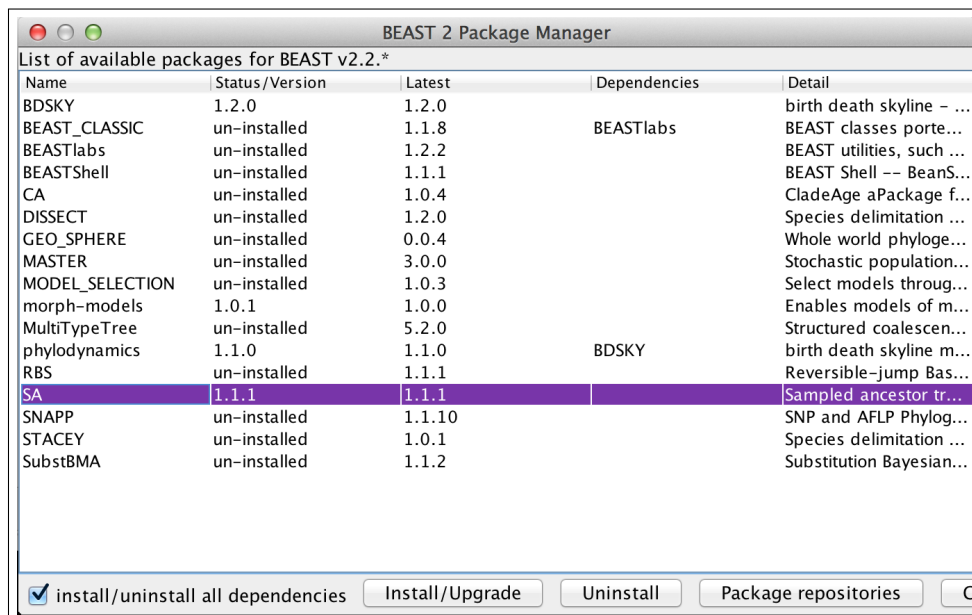 BEAST 2 Package Manager
List of available packages for BEAST v2.2.*
Name Status/Version Latest Dependencies Detail
BDSKY 1.2.0 1.2.0 birth death skyline – ...
BEAST_CLASSIC un-installed 1.1.8 BEASTlabs BEAST classes porte...
BEASTlabs un-installed 1.2.2 BEAST utilities, such ...
BEASTShell un-installed 1.1.1 BEAST Shell -- BeanS...
CA un-installed 1.0.4 CladeAge aPackage f...
DISSECT un-installed 1.2.0 Species delimitation ...
GEO_SPHERE un-installed 0.0.4 Whole world phyloge...
MASTER un-installed 3.0.0 Stochastic population...
MODEL_SELECTION un-installed 1.0.3 Select models throug...
morph-models 1.0.1 1.0.0 Enables models of m...
MultiTypeTree un-installed 5.2.0 Structured coalescen...
phylodynamics 1.1.0 1.1.0 BDSKY birth death skyline m...
RBS un-installed 1.1.1 Reversible-jump Bas...
SA 1.1.1 1.1.1 Sampled ancestor tr...
SNAPP un-installed 1.1.10 SNP and AFLP Phylog...
STACEY un-installed 1.0.1 Species delimitation ...
SubstBMA un-installed 1.1.2 Substitution Bayesian...
install/uninstall all dependencies Install/Upgrade Uninstall Package repositories